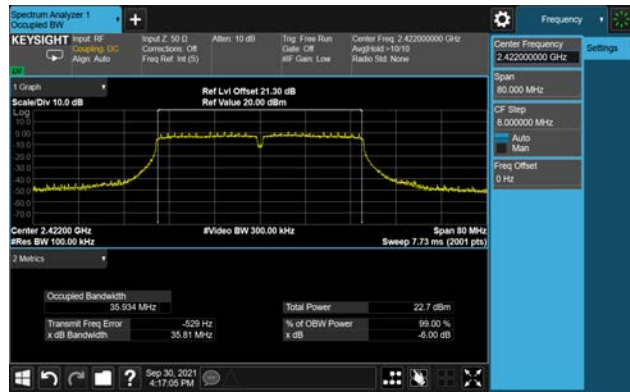 Spectrum Analyzer 1
Occupied BW
Frequency
KEYSIGHT
Input: RF
Coupling: DC
Align: Auto
Input Z: 50 Ω
Corrections: Off
Freq Ref: Int (S)
Atten: 10 dB
Trig: Free Run
Gate: Off
#IF Gain: Low
Center Freq: 2.422000000 GHz
Avg|Hold:>10/10
Radio Std: None
Center Frequency
2.422000000 GHz
Settings
Span
80.000 MHz
CF Step
8.000000 MHz
Auto
Man
Freq Offset
0 Hz
1 Graph
Scale/Div 10.0 dB
Ref Lvl Offset 21.30 dB
Ref Value 20.00 dBm
Log
10.0
0.00
-10.0
-20.0
-30.0
-40.0
-50.0
-60.0
-70.0
Center 2.42200 GHz
#Res BW 100.00 kHz
#Video BW 300.00 kHz
Span 80 MHz
Sweep 7.73 ms (2001 pts)
2 Metrics
Occupied Bandwidth
35.934 MHz
Total Power 22.7 dBm
Transmit Freq Error -529 Hz
% of OBW Power 99.00 %
x dB Bandwidth 35.81 MHz
x dB -6.00 dB
?
Sep 30, 2021
4:17:05 PM